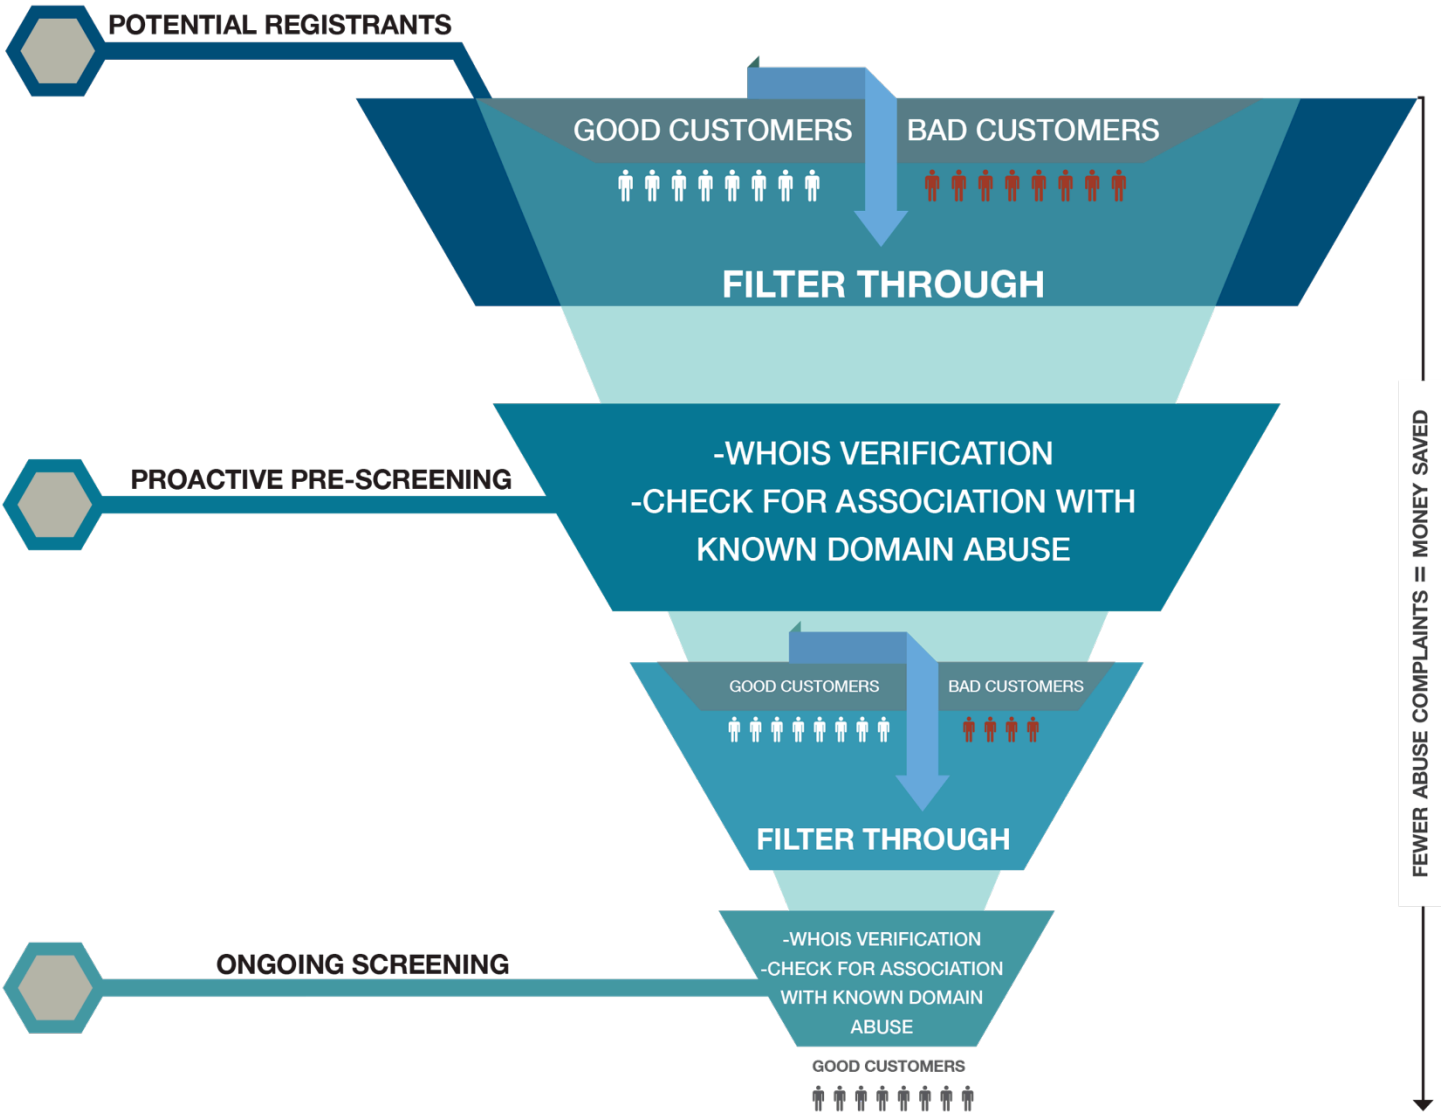 POTENTIAL REGISTRANTS
GOOD CUSTOMERS
BAD CUSTOMERS
FILTER THROUGH
PROACTIVE PRE-SCREENING
-WHOIS VERIFICATION
-CHECK FOR ASSOCIATION WITH
KNOWN DOMAIN ABUSE
GOOD CUSTOMERS
BAD CUSTOMERS
FILTER THROUGH
ONGOING SCREENING
-WHOIS VERIFICATION
-CHECK FOR ASSOCIATION
WITH KNOWN DOMAIN
ABUSE
GOOD CUSTOMERS
FEWER ABUSE COMPLAINTS = MONEY SAVED